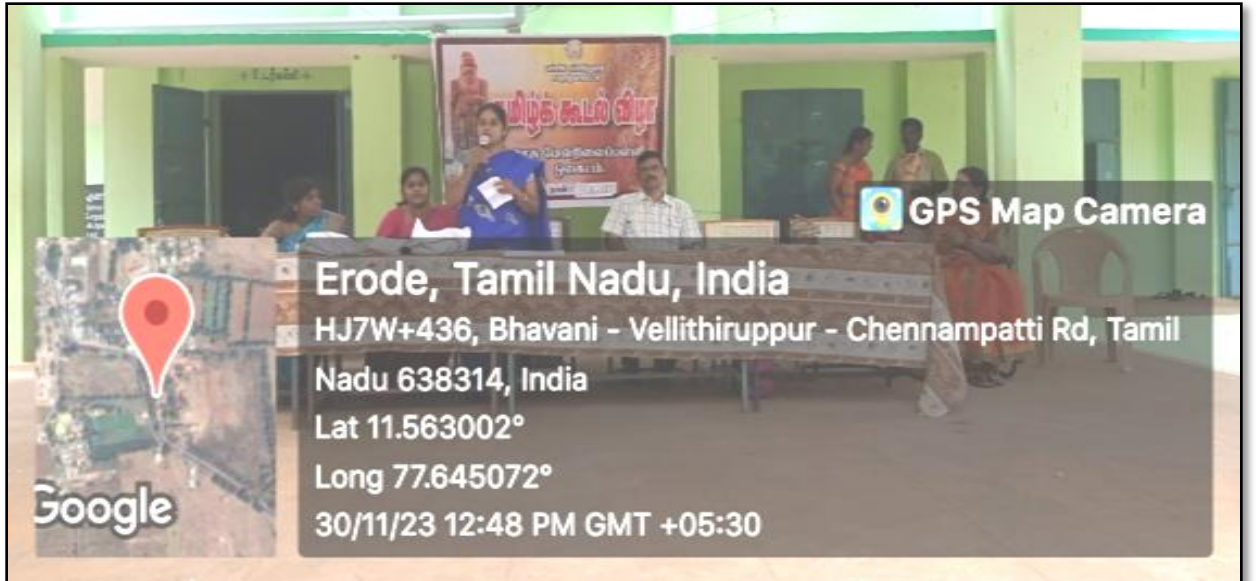 தமிழ்க் கூடல் விழா
GPS Map Camera
Erode, Tamil Nadu, India
HJ7W+436, Bhavani - Vellithiruppur - Chennampatti Rd, Tamil
Nadu 638314, India
Lat 11.563002°
Long 77.645072°
30/11/23 12:48 PM GMT +05:30
Google